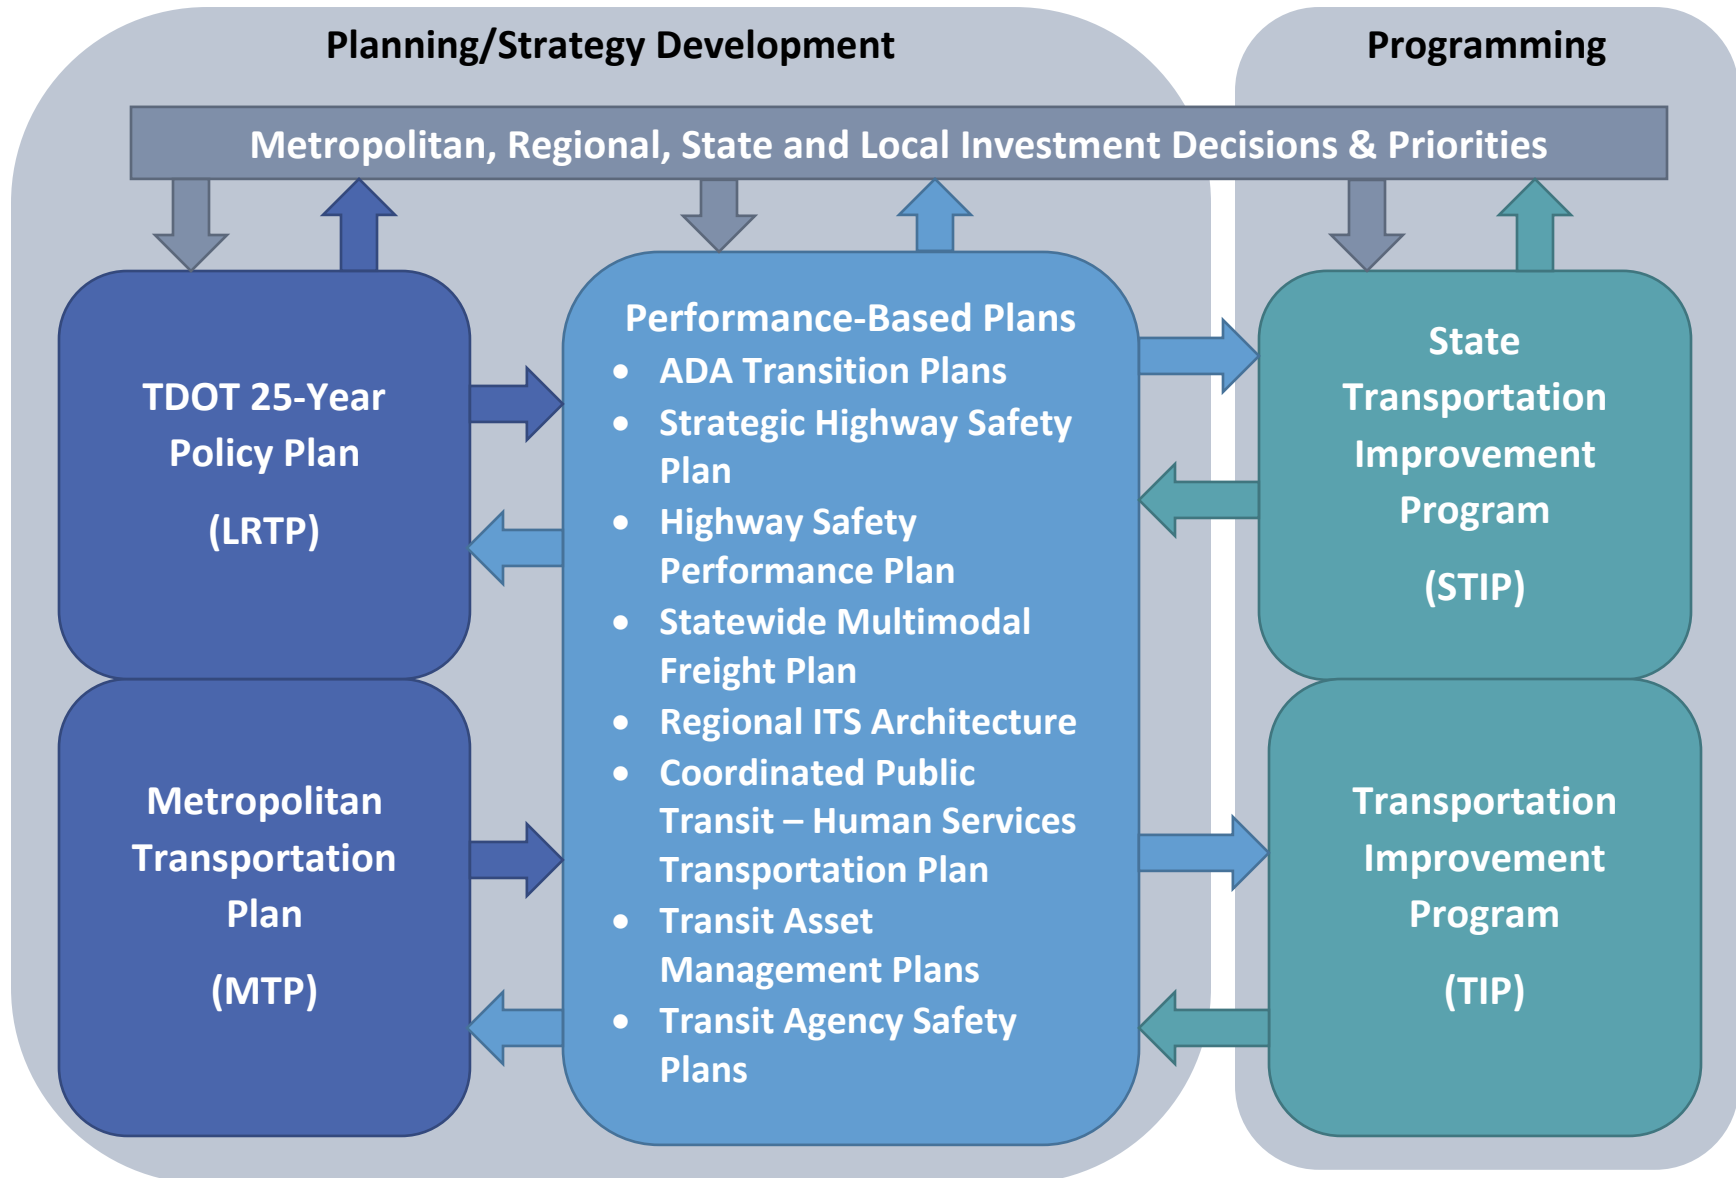 Planning/Strategy Development
Programming
Metropolitan, Regional, State and Local Investment Decisions & Priorities
TDOT 25-Year
Policy Plan
(LRTP)
Metropolitan
Transportation
Plan
(MTP)
Performance-Based Plans
• ADA Transition Plans
• Strategic Highway Safety
Plan
• Highway Safety
Performance Plan
• Statewide Multimodal
Freight Plan
• Regional ITS Architecture
• Coordinated Public
Transit – Human Services
Transportation Plan
• Transit Asset
Management Plans
• Transit Agency Safety
Plans
State
Transportation
Improvement
Program
(STIP)
Transportation
Improvement
Program
(TIP)